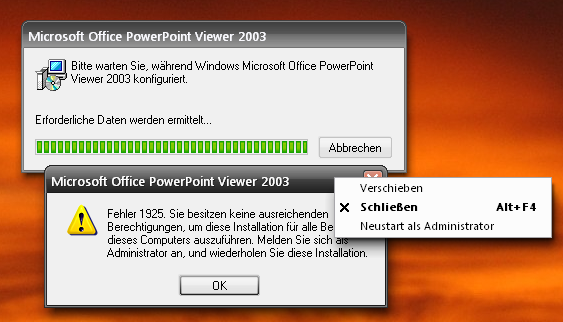 Microsoft Office PowerPoint Viewer 2003
Bitte warten Sie, während Windows Microsoft Office PowerPoint
Viewer 2003 konfiguriert.
Erforderliche Daten werden ermittelt...
Abbrechen
Microsoft Office PowerPoint Viewer 2003
Fehler 1925. Sie besitzen keine ausreichenden
Berechtigungen, um diese Installation für alle Be
dieses Computers auszuführen. Melden Sie sich als
Administrator an, und wiederholen Sie diese Installation.
OK
Verschieben
Schließen Alt+F4
Neustart als Administrator